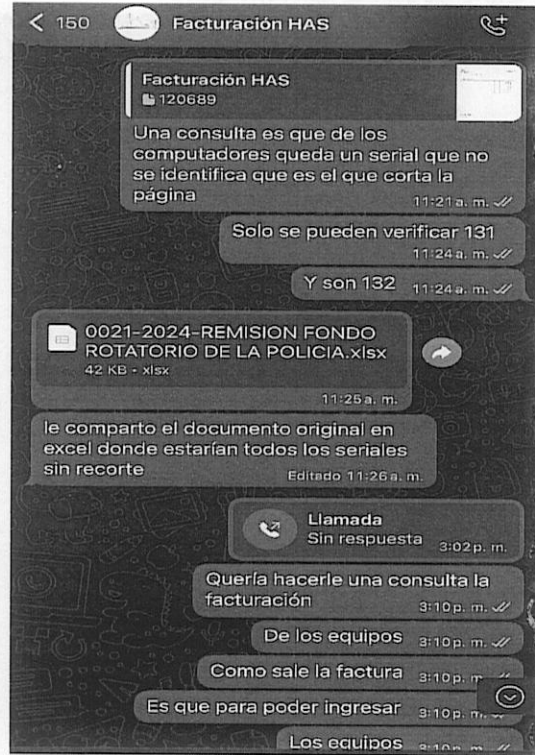 150
Facturación HAS
Facturación HAS
120689
Una consulta es que de los
computadores queda un serial que no
se identifica que es el que corta la
página
11:21 a. m.
Solo se pueden verificar 131
11:24 a. m.
Y son 132 11:24 a. m.
0021-2024-REMISION FONDO
ROTATORIO DE LA POLICIA.xlsx
42 KB - xlsx
11:25 a. m.
le comparto el documento original en
excel donde estarían todos los seriales
sin recorte
Editado 11:26 a. m.
Llamada
Sin respuesta 3:02 p. m.
Quería hacerle una consulta la
facturación
3:10 p. m.
De los equipos 3:10 p. m.
Como sale la factura 3:10 p. m.
Es que para poder ingresar 3:10 p. m.
Los equipos 3:10 p. m.